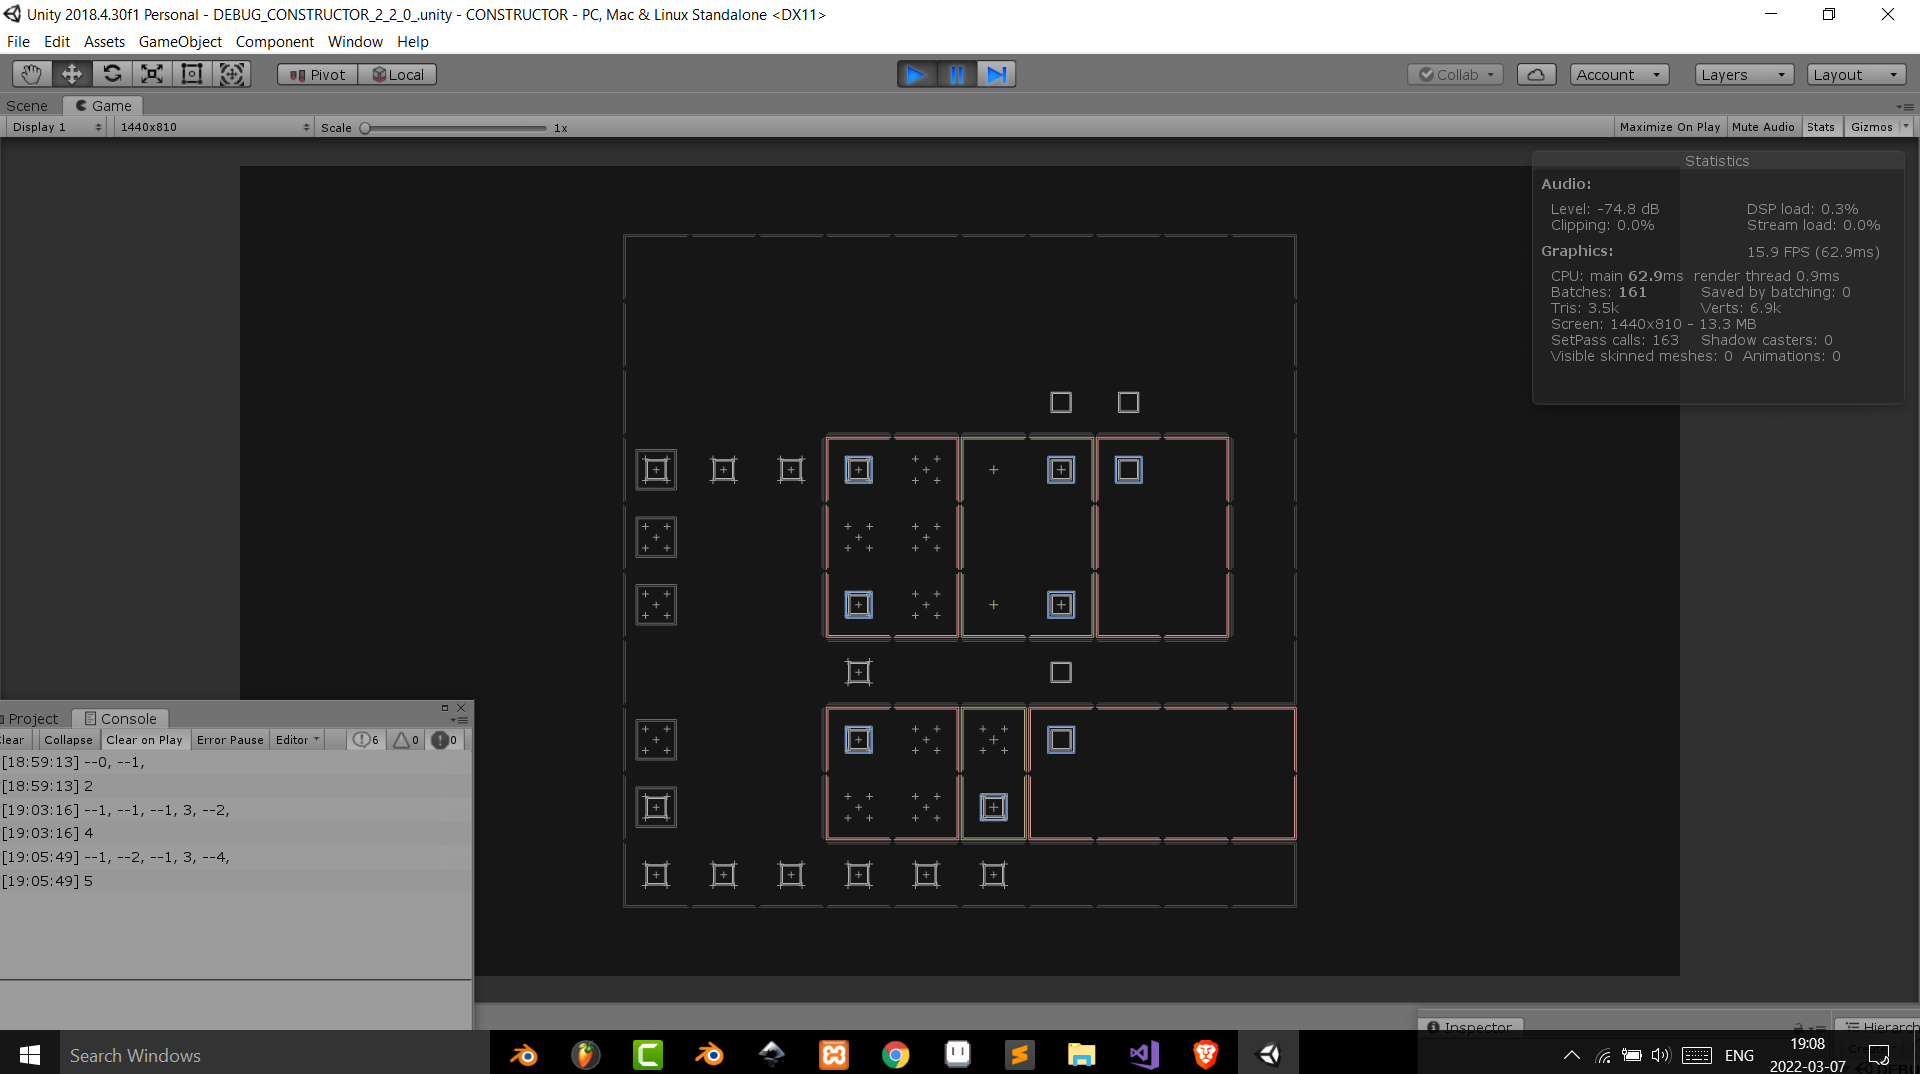 Unity 2018.4.30f1 Personal - DEBUG_CONSTRUCTOR_2_2_0_.unity - CONSTRUCTOR - PC, Mac & Linux Standalone <DX11>
File Edit Assets GameObject Component Window Help
Pivot Local Collab Account Layers Layout
Scene Game
Display 1 1440x810 Scale 1x Maximize On Play Mute Audio Stats Gizmos
Statistics
Audio:
Level: -74.8 dB DSP load: 0.3%
Clipping: 0.0% Stream load: 0.0%
Graphics: 15.9 FPS (62.9ms)
CPU: main 62.9ms render thread 0.9ms
Batches: 161 Saved by batching: 0
Tris: 3.5k Verts: 6.9k
Screen: 1440x810 - 13.3 MB
SetPass calls: 163 Shadow casters: 0
Visible skinned meshes: 0 Animations: 0
Project Console
lear Collapse Clear on Play Error Pause Editor 6 0 0
[18:59:13] --0, --1,
[18:59:13] 2
[19:03:16] --1, --1, --1, 3, --2,
[19:03:16] 4
[19:05:49] --1, --2, --1, 3, --4,
[19:05:49] 5
Inspector Hierarch
Search Windows
ENG
19:08
2022-03-07